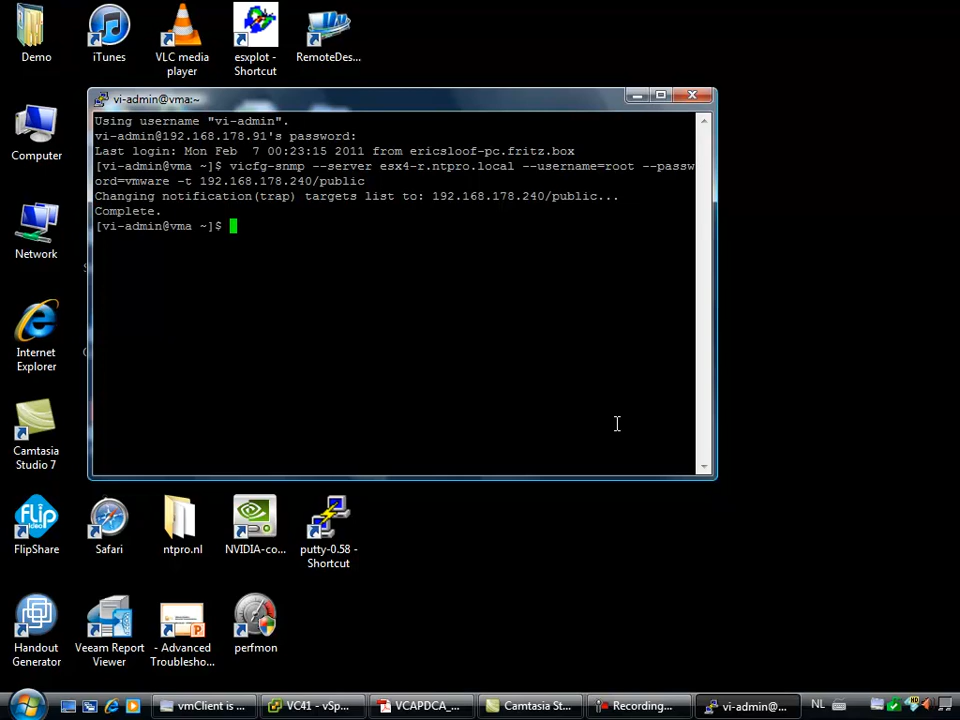 Demo
iTunes
VLC media
player
esxplot -
Shortcut
RemoteDes...
Computer
Network
Internet
Explorer
Camtasia
Studio 7
vi-admin@vma:~
Using username "vi-admin".
vi-admin@192.168.178.91's password:
Last login: Mon Feb  7 00:23:15 2011 from ericsloof-pc.fritz.box
[vi-admin@vma ~]$ vicfg-snmp --server esx4-r.ntpro.local --username=root --passw
ord=vmware -t 192.168.178.240/public
Changing notification(trap) targets list to: 192.168.178.240/public...
Complete.
[vi-admin@vma ~]$
FlipShare
Safari
ntpro.nl
NVIDIA-co...
putty-0.58 -
Shortcut
Handout
Generator
Veeam Report
Viewer
- Advanced
Troublesho...
perfmon
vmClient is ...
VC41 - vSp...
VCAPDCA_...
Camtasia St...
Recording...
vi-admin@...
NL